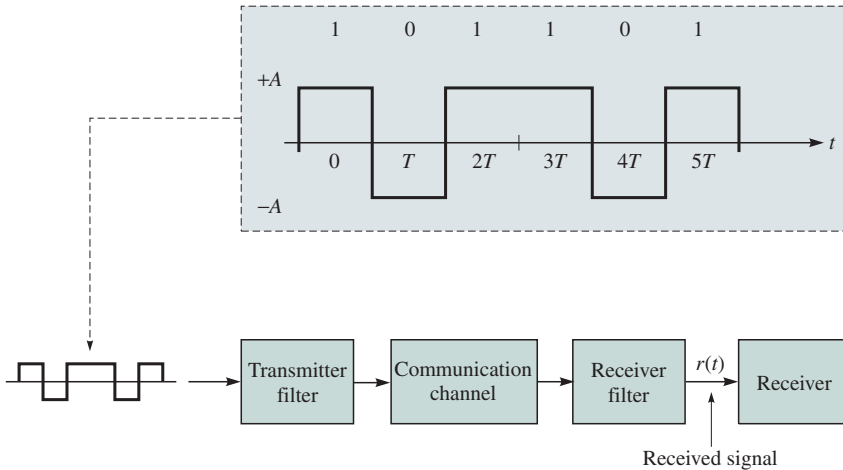 1 0 1 1 0 1
+A
t
0 T 2T 3T 4T 5T
−A
Transmitter
filter
Communication
channel
Receiver
filter
r(t)
Receiver
Received signal